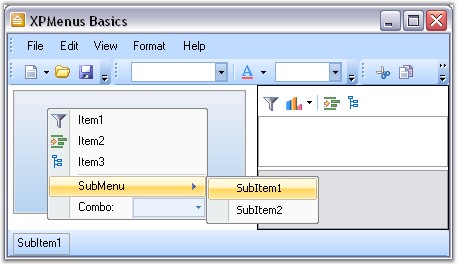 XPMenus Basics
File Edit View Format Help
A
Item1
Item2
Item3
SubMenu
SubItem1
Combo:
SubItem2
SubItem1